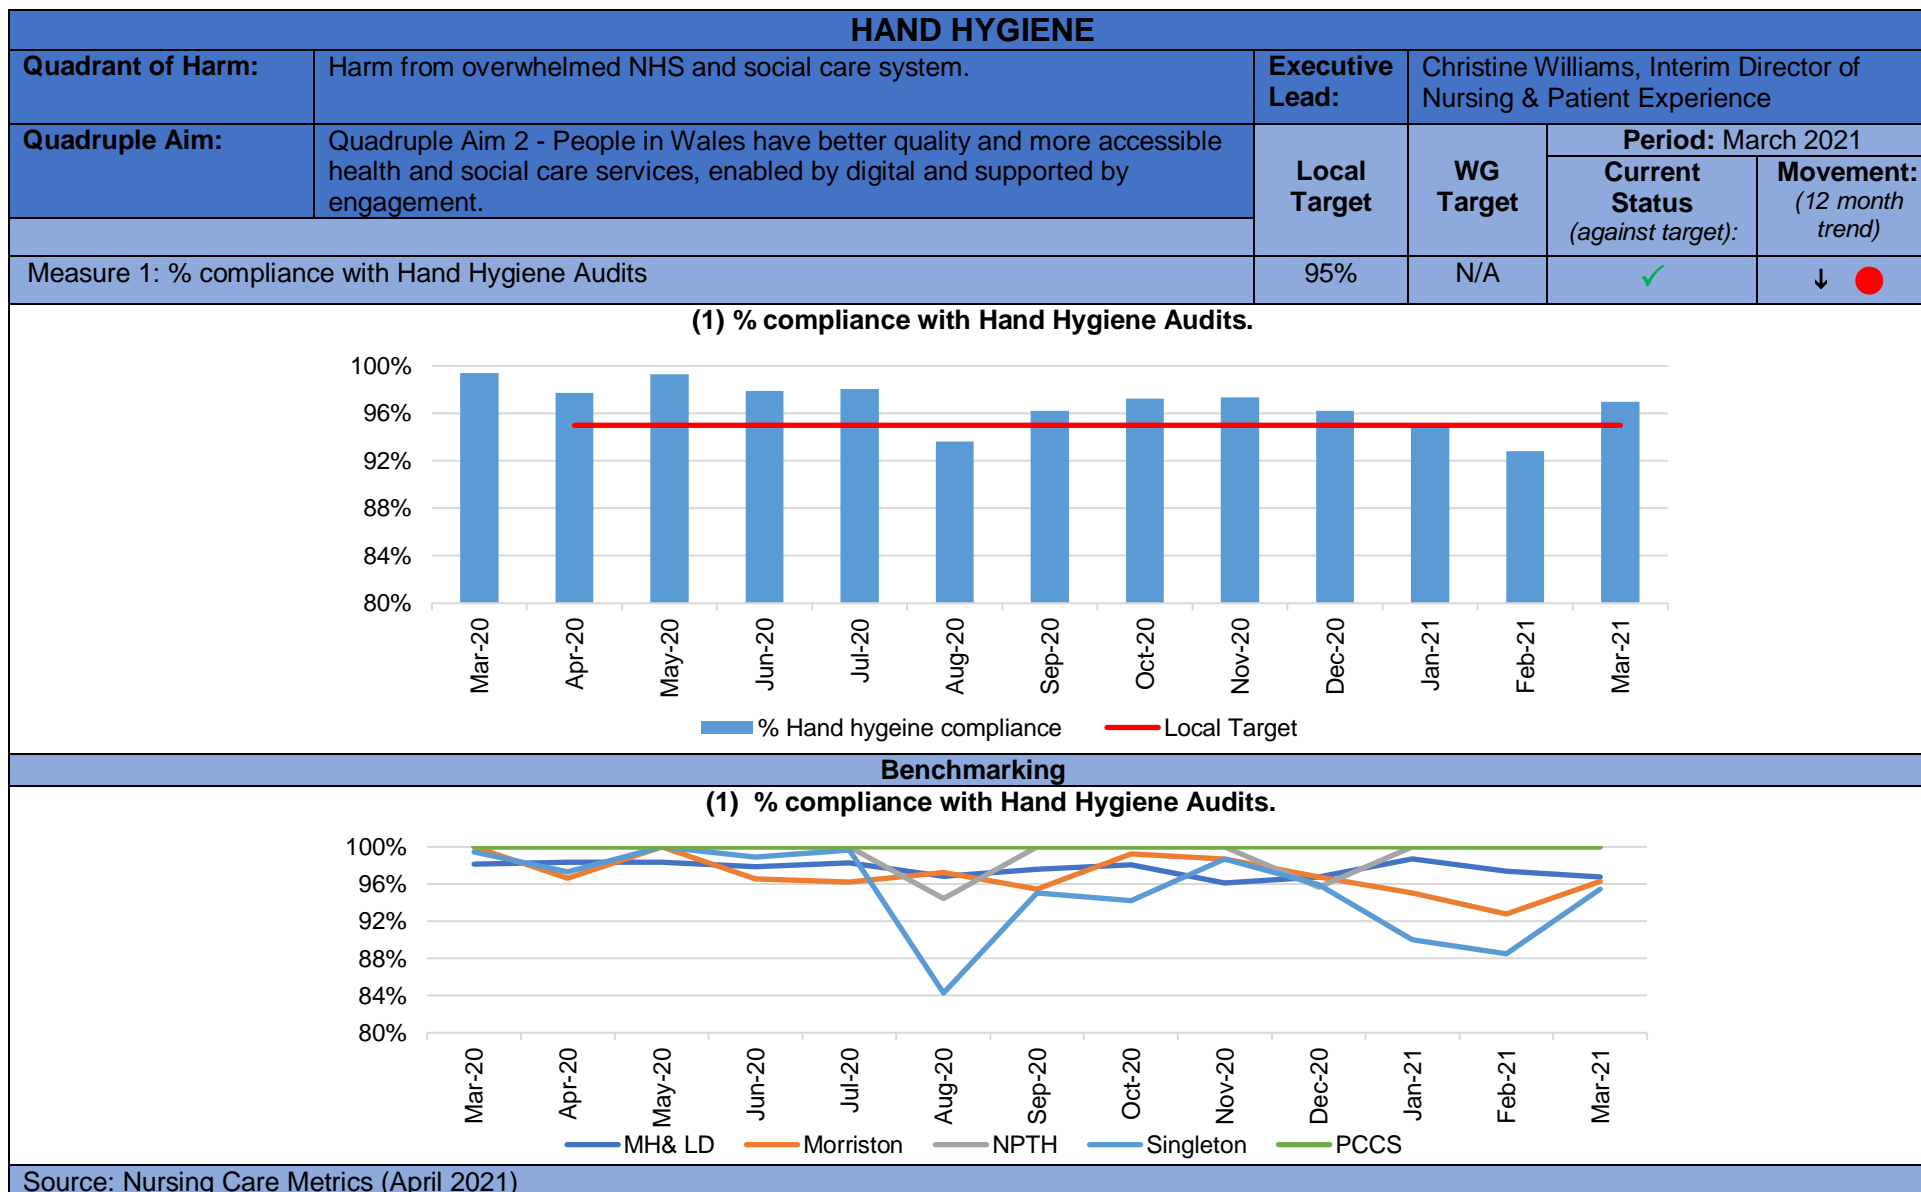 HAND HYGIENE
Quadrant of Harm:
Harm from overwhelmed NHS and social care system.
Executive
Lead:
Christine Williams, Interim Director of
Nursing & Patient Experience
Quadruple Aim:
Quadruple Aim 2 - People in Wales have better quality and more accessible
health and social care services, enabled by digital and supported by
engagement.
Local
Target
WG
Target
Period: March 2021
Current
Status
(against target):
Movement:
(12 month
trend)
Measure 1: % compliance with Hand Hygiene Audits
95%
N/A
✓
↓
(1) % compliance with Hand Hygiene Audits.
100%
96%
92%
88%
84%
80%
Mar-20
Apr-20
May-20
Jun-20
Jul-20
Aug-20
Sep-20
Oct-20
Nov-20
Dec-20
Jan-21
Feb-21
Mar-21
% Hand hygeine compliance
Local Target
Benchmarking
(1) % compliance with Hand Hygiene Audits.
100%
96%
92%
88%
84%
80%
Mar-20
Apr-20
May-20
Jun-20
Jul-20
Aug-20
Sep-20
Oct-20
Nov-20
Dec-20
Jan-21
Feb-21
Mar-21
MH& LD
Morriston
NPTH
Singleton
PCCS
Source: Nursing Care Metrics (April 2021)